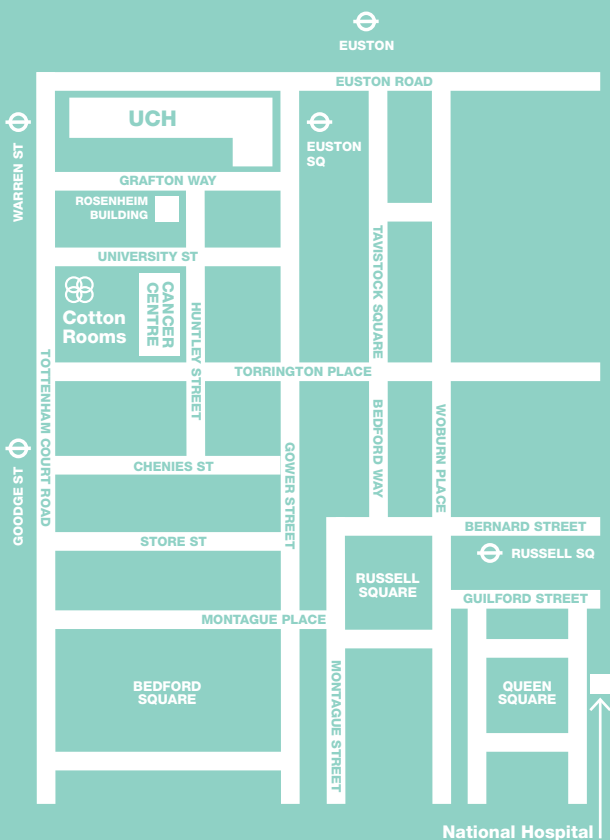 EUSTON
EUSTON ROAD
UCH
WARREN ST
EUSTON
SQ
GRAFTON WAY
ROSENHEIM
BUILDING
UNIVERSITY ST
TAVISTOCK SQUARE
CANCER
CENTRE
Cotton
Rooms
HUNTLEY STREET
TORRINGTON PLACE
TOTTENHAM COURT ROAD
BEDFORD WAY
WOBURN PLACE
GOODGE ST
CHENIES ST
GOWER STREET
BERNARD STREET
STORE ST
RUSSELL SQ
RUSSELL
SQUARE
GUILFORD STREET
MONTAGUE PLACE
MONTAGUE STREET
BEDFORD
SQUARE
QUEEN
SQUARE
National Hospital